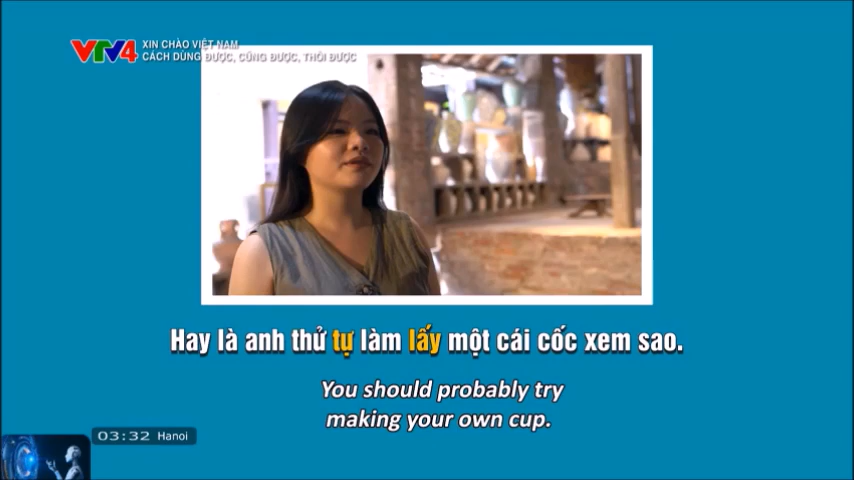 VTV4
XIN CHÀO VIỆT NAM
CÁCH DÙNG ĐƯỢC, CŨNG ĐƯỢC, THÔI ĐƯỢC
Hay là anh thử tự làm lấy một cái cốc xem sao.
You should probably try
making your own cup.
03:32 Hanoi